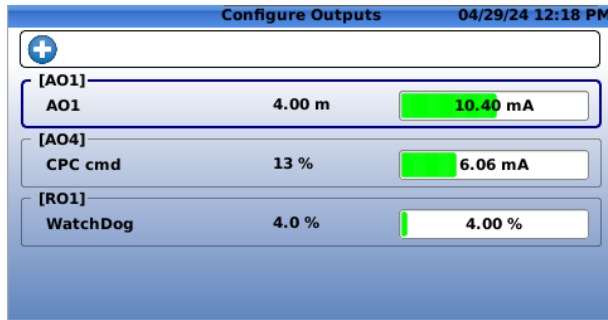 Configure Outputs 04/29/24 12:18 PM
[AO1]
AO1 4.00 m 10.40 mA
[AO4]
CPC cmd 13 % 6.06 mA
[RO1]
WatchDog 4.0 % 4.00 %